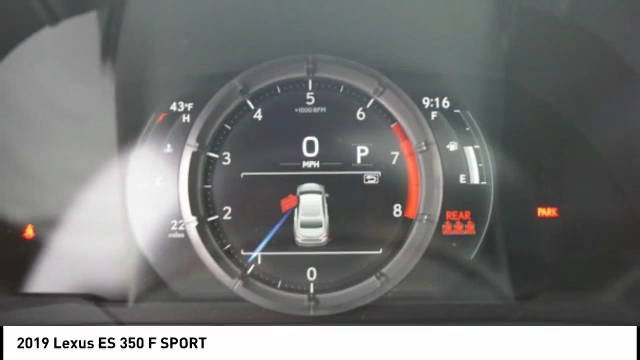 43°F
H
4
5
×1000 RPM
6
9:16
F
3
0
MPH
P
7
E
2
8
22
miles
REAR
PARK
1
0
2019 Lexus ES 350 F SPORT